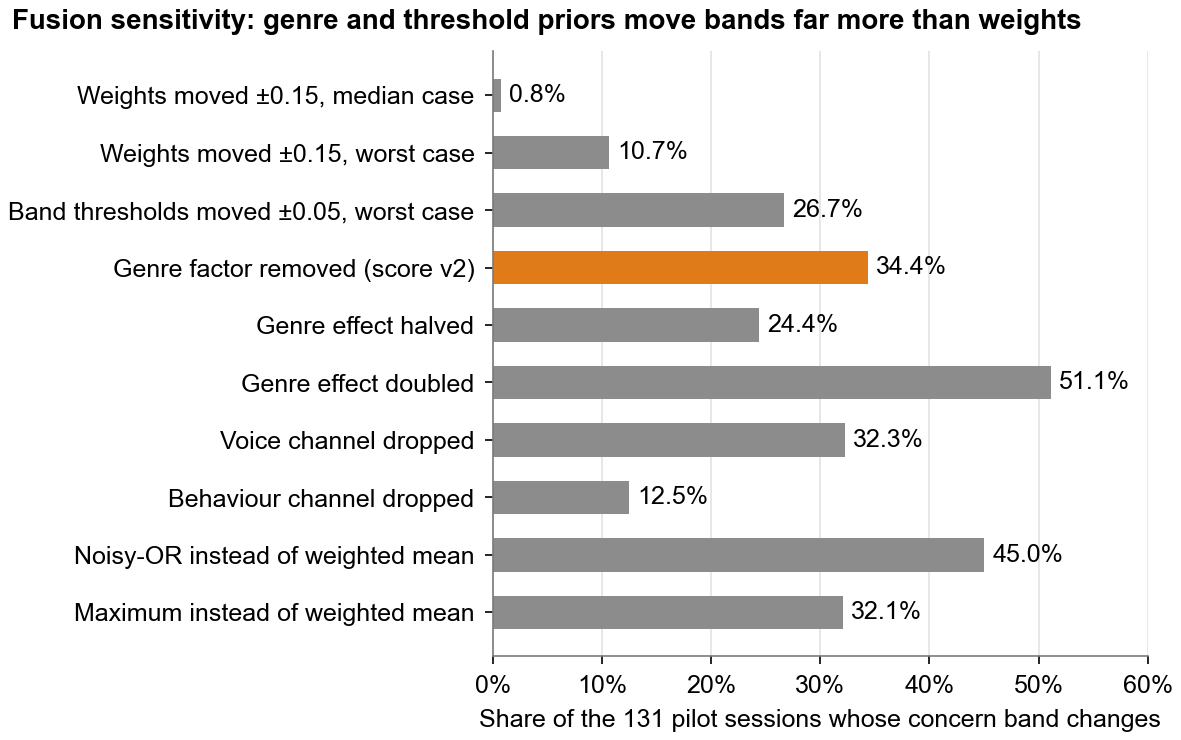 Fusion sensitivity: genre and threshold priors move bands far more than weights
Weights moved ±0.15, median case 0.8%
Weights moved ±0.15, worst case 10.7%
Band thresholds moved ±0.05, worst case 26.7%
Genre factor removed (score v2) 34.4%
Genre effect halved 24.4%
Genre effect doubled 51.1%
Voice channel dropped 32.3%
Behaviour channel dropped 12.5%
Noisy-OR instead of weighted mean 45.0%
Maximum instead of weighted mean 32.1%
0% 10% 20% 30% 40% 50% 60%
Share of the 131 pilot sessions whose concern band changes